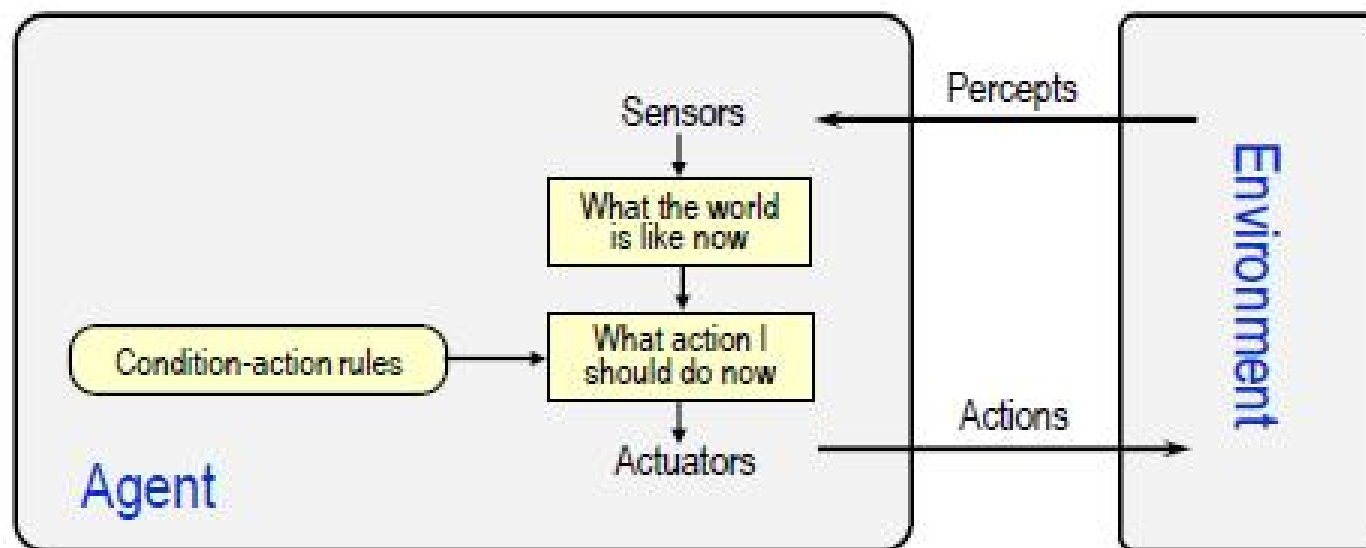 Percepts
Sensors
What the world
is like now
Condition-action rules
What action I
should do now
Actions
Actuators
Agent
Environment